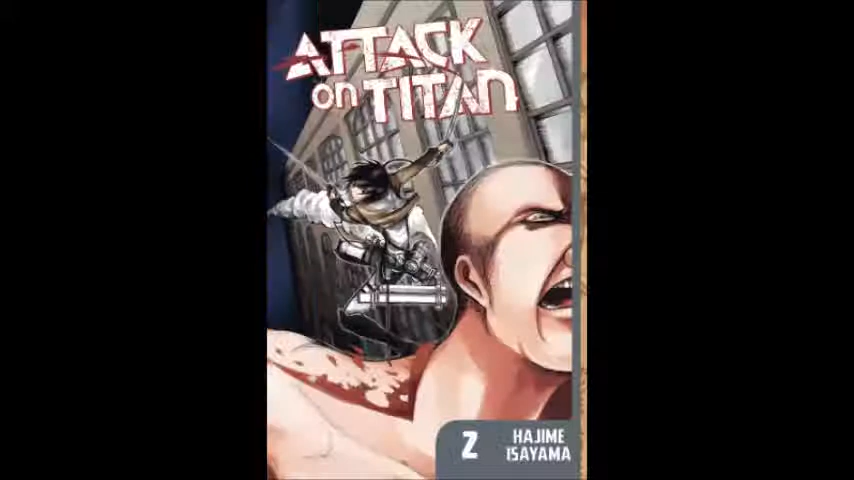 ATTACK
on TITAN
2
HAJIME
ISAYAMA